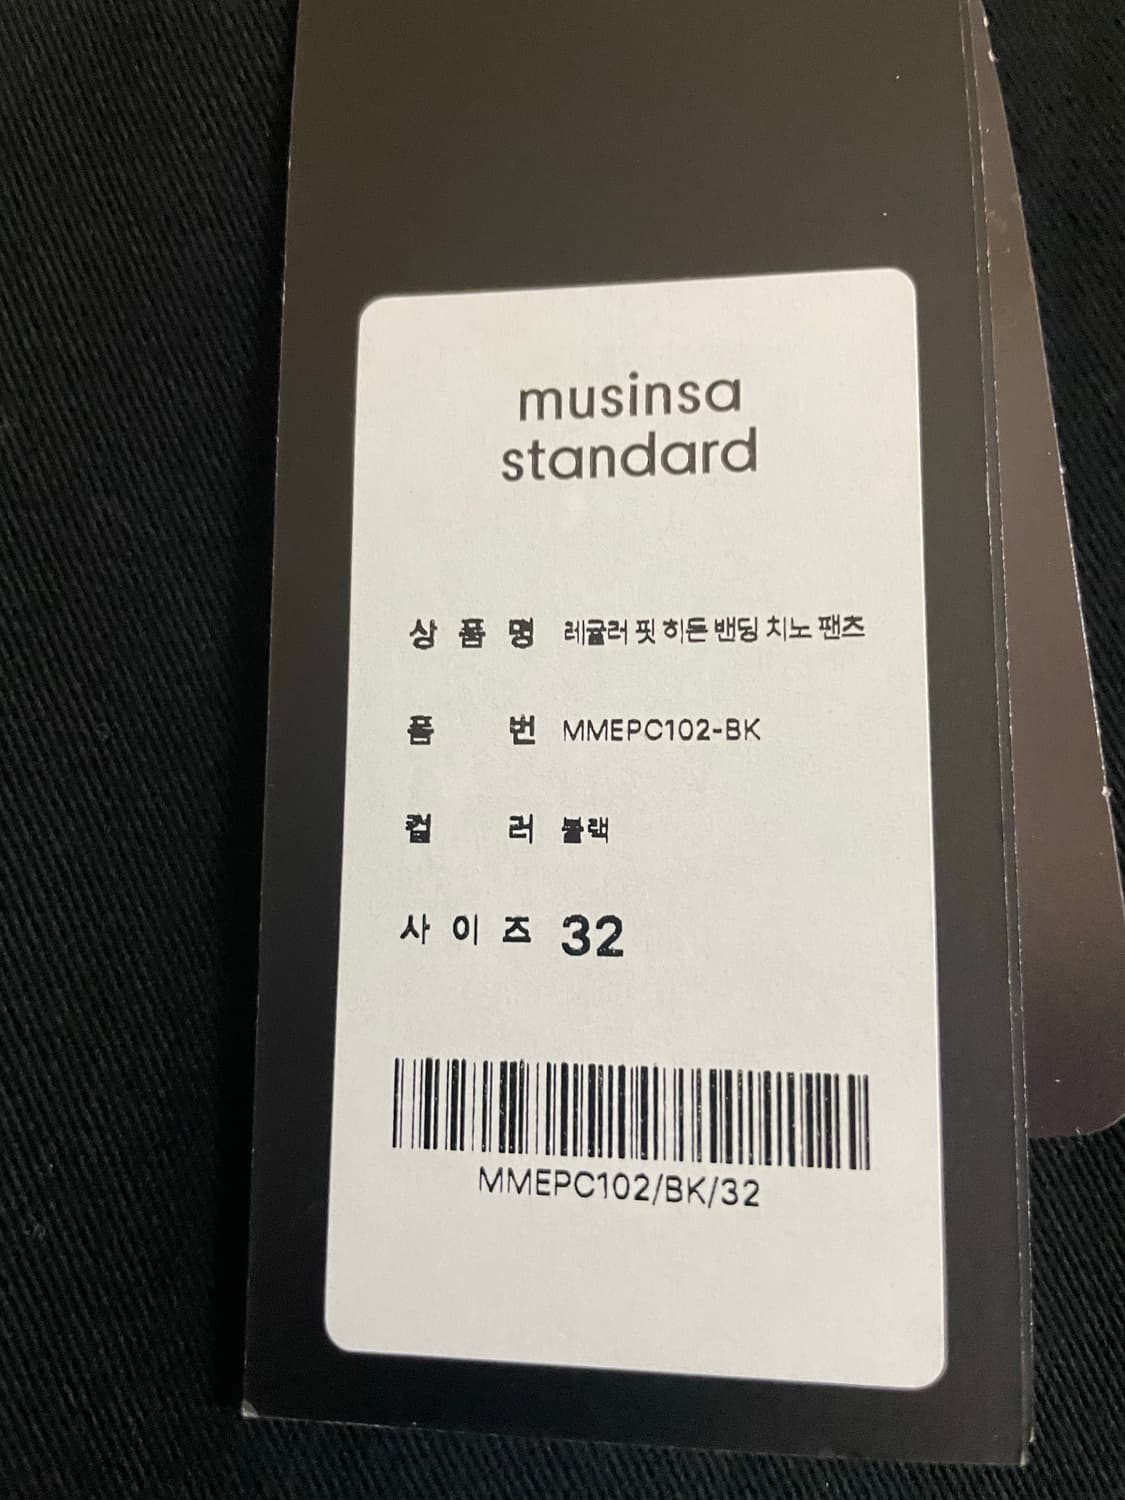 musinsa
standard
상 품 명 레귤러 핏 히든 밴딩 치노 팬츠
품 번 MMEPC102-BK
컬 러 블랙
사 이 즈 32
MMEPC102/BK/32